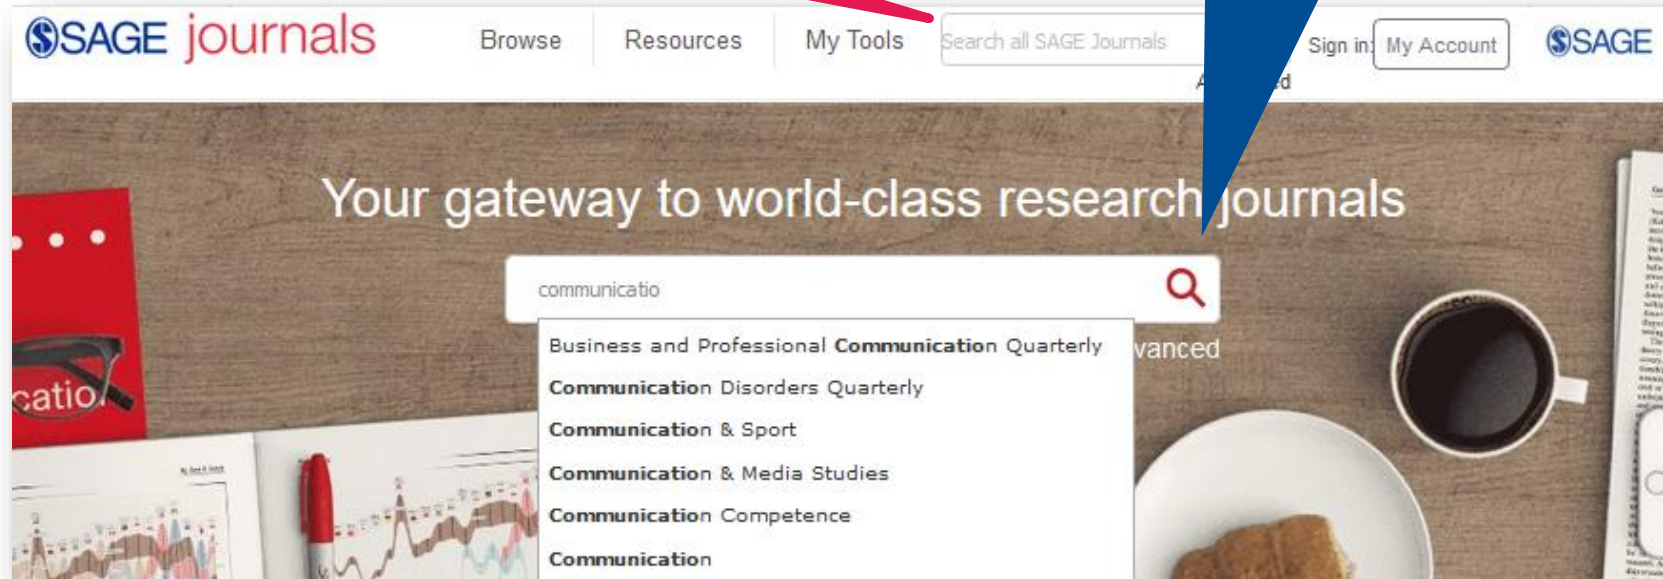 SAGE journals
Browse
Resources
My Tools
Search all SAGE Journals
Sign in:
My Account
SAGE
Your gateway to world-class research journals
communicatio
Business and Professional Communication Quarterly
vanced
Communication Disorders Quarterly
catio
Communication & Sport
Communication & Media Studies
Communication Competence
Communication